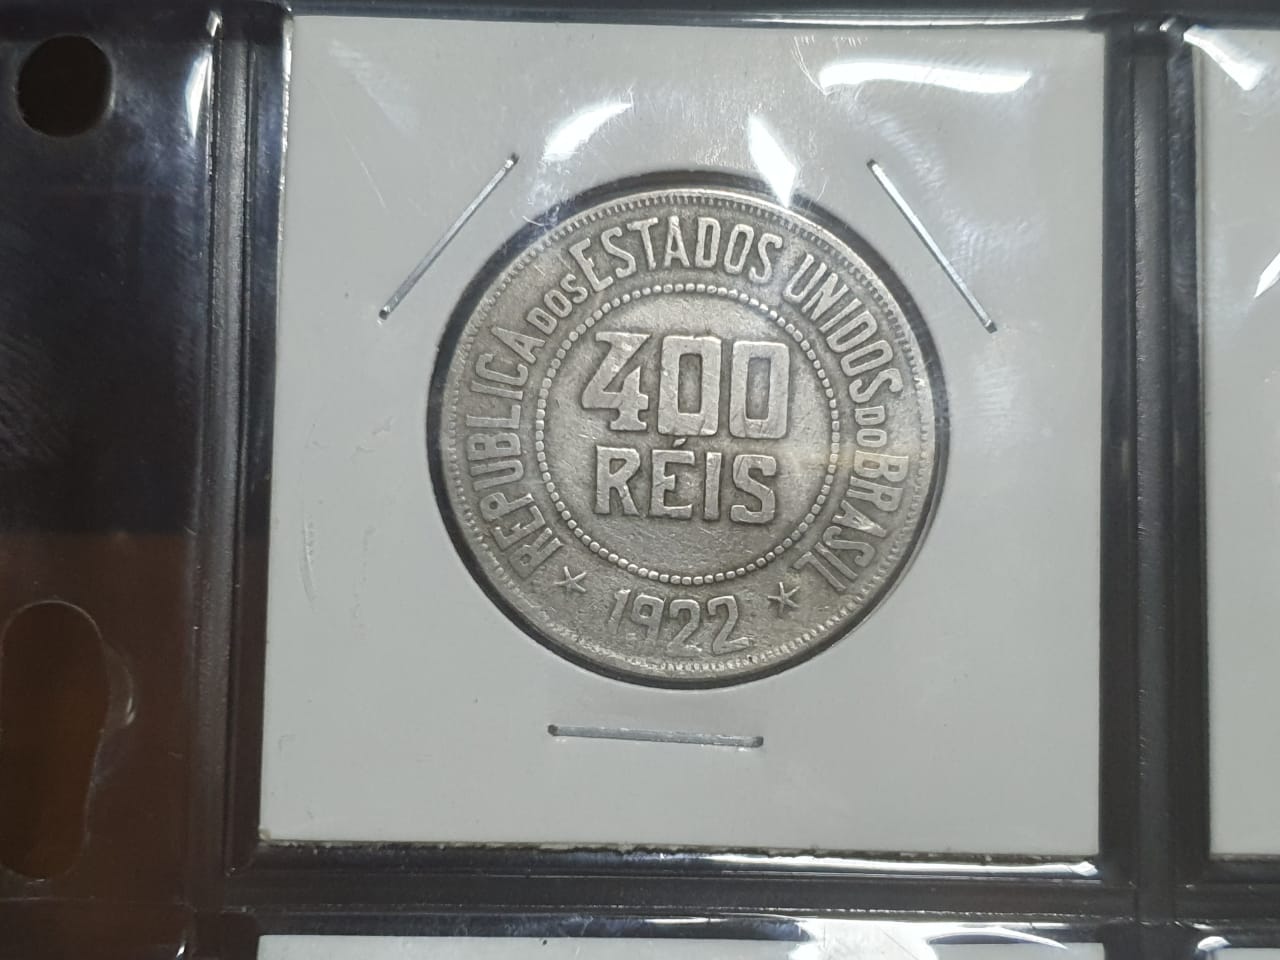 REPUBLICA DOS ESTADOS UNIDOS DO BRASIL
400
RÉIS
1922